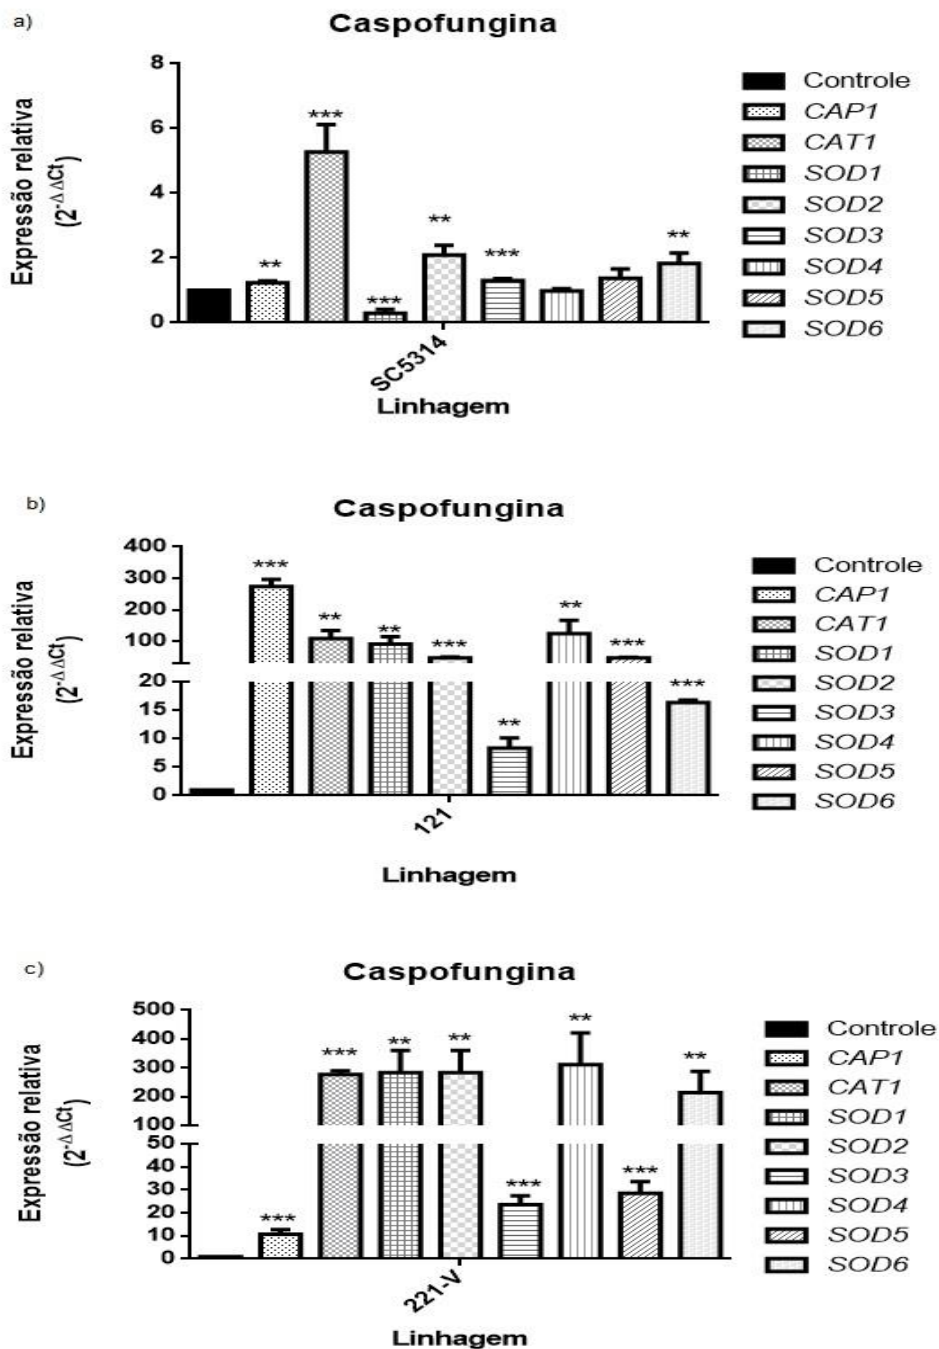 a)
Caspofungina
Expressão relativa
(2^-ΔΔCt)
8
6
4
2
0
***
**
***
**
***
**
SC5314
Linhagem
Controle
CAP1
CAT1
SOD1
SOD2
SOD3
SOD4
SOD5
SOD6
b)
Caspofungina
Expressão relativa
(2^-ΔΔCt)
400
300
200
100
20
15
10
5
0
***
**
**
***
**
**
***
***
121
Linhagem
Controle
CAP1
CAT1
SOD1
SOD2
SOD3
SOD4
SOD5
SOD6
c)
Caspofungina
Expressão relativa
(2^-ΔΔCt)
500
400
300
200
100
50
40
30
20
10
0
***
***
**
**
***
**
***
**
221-V
Linhagem
Controle
CAP1
CAT1
SOD1
SOD2
SOD3
SOD4
SOD5
SOD6